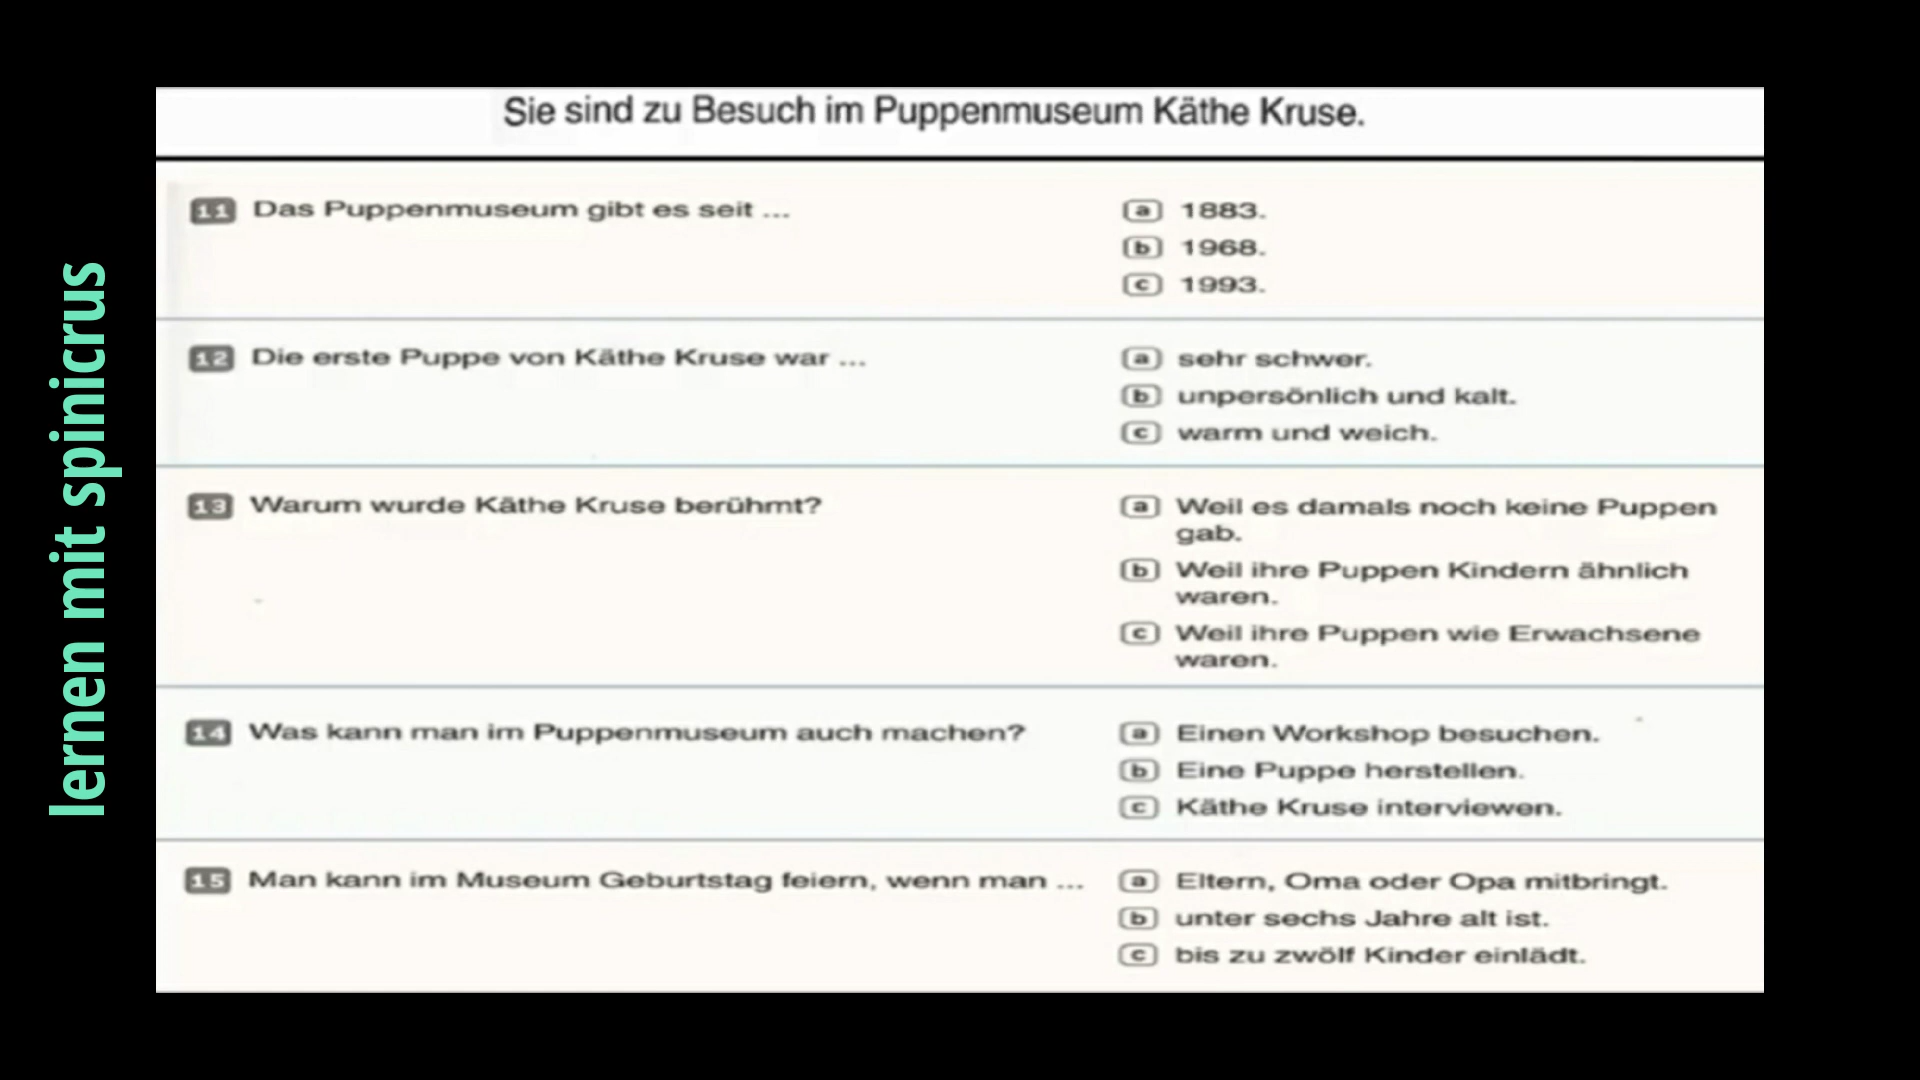 lernen mit spinicrus
Sie sind zu Besuch im Puppenmuseum Käthe Kruse.
11 Das Puppenmuseum gibt es seit ...
a 1883.
b 1968.
c 1993.
12 Die erste Puppe von Käthe Kruse war ...
a sehr schwer.
b unpersönlich und kalt.
c warm und weich.
13 Warum wurde Käthe Kruse berühmt?
a Weil es damals noch keine Puppen
gab.
b Weil ihre Puppen Kindern ähnlich
waren.
c Weil ihre Puppen wie Erwachsene
waren.
14 Was kann man im Puppenmuseum auch machen?
a Einen Workshop besuchen.
b Eine Puppe herstellen.
c Käthe Kruse interviewen.
15 Man kann im Museum Geburtstag feiern, wenn man ...
a Eltern, Oma oder Opa mitbringt.
b unter sechs Jahre alt ist.
c bis zu zwölf Kinder einlädt.